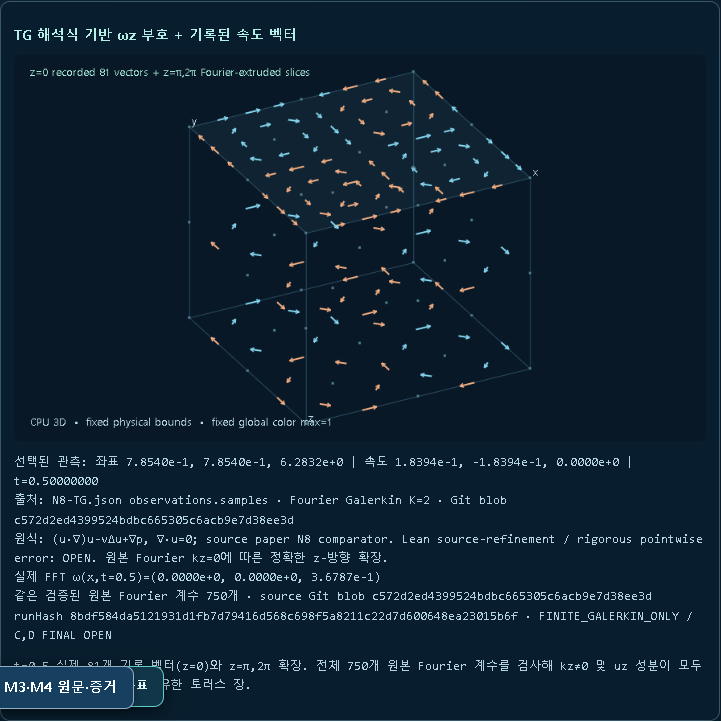 TG 해석식 기반 ωz 부호 + 기록된 속도 벡터
z=0 recorded 81 vectors + z=π,2π Fourier-extruded slices
y
x
z
CPU 3D • fixed physical bounds • fixed global color max=1
선택된 관측: 좌표 7.8540e-1, 7.8540e-1, 6.2832e+0 | 속도 1.8394e-1, -1.8394e-1, 0.0000e+0 |
t=0.50000000
출처: N8-TG.json observations.samples · Fourier Galerkin K=2 · Git blob
c572d2ed4399524bdbc665305c6acb9e7d38ee3d
원식: (u·∇)u-νΔu+∇p, ∇·u=0; source paper N8 comparator. Lean source-refinement / rigorous pointwise
error: OPEN. 원본 Fourier kz=0에 따른 정확한 z-방향 확장.
실제 FFT ω(x,t=0.5)=(0.0000e+0, 0.0000e+0, 3.6787e-1)
같은 검증된 원본 Fourier 계수 750개 · source Git blob c572d2ed4399524bdbc665305c6acb9e7d38ee3d
runHash 8bdf584da5121931d1fb7d79416d568c698f5a8211c22d7d600648ea23015b6f · FINITE_GALERKIN_ONLY /
C,D FINAL OPEN
t=0.5 실제 81개 기록 벡터(z=0)와 z=π,2π 확장. 전체 750개 원본 Fourier 계수를 검사해 kz≠0 및 uz 성분이 모두
M3·M4 원문·증거
표
한 토러스 장.